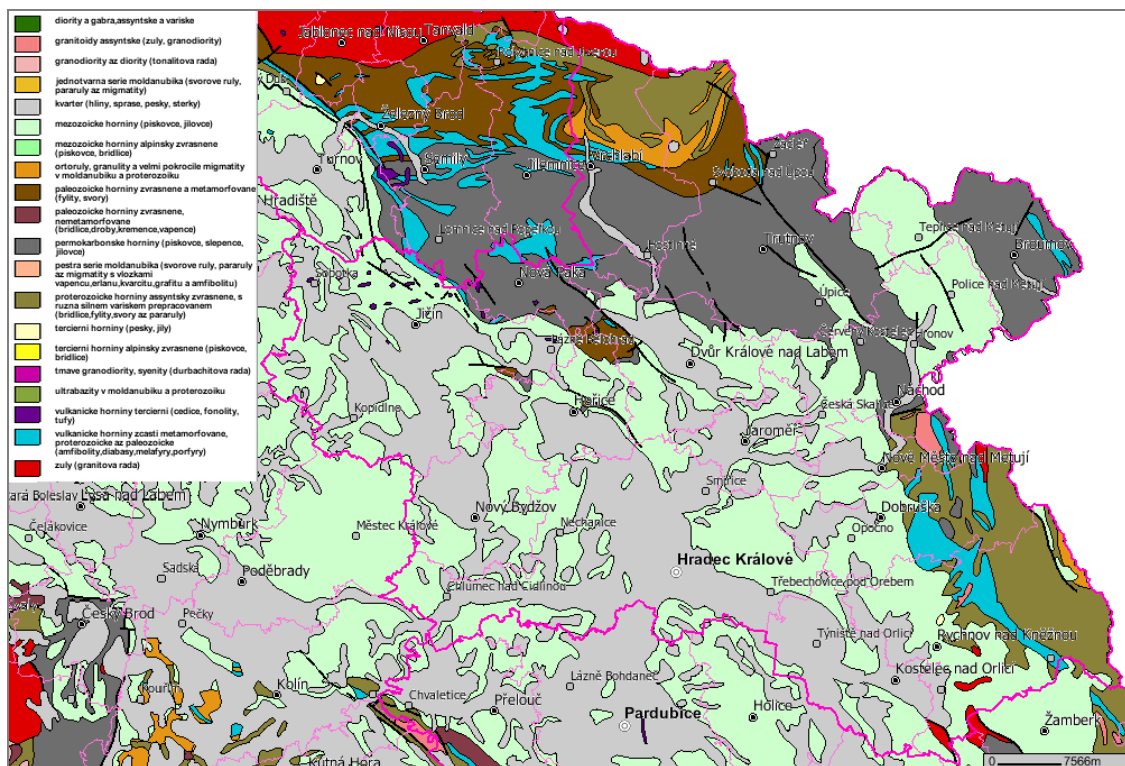 diority a gabra,assyntske a variske
granitoidy assyntske (zuly, granodiority)
granodiority az diority (tonalitova rada)
jednotvarna serie moldanubika (svorove ruly,
pararuly az migmatity)
kvarter (hliny, sprase, pesky, sterky)
mezozoicke horniny (piskovce, jilovce)
mezozoicke horniny alpinsky zvrasnene
(piskovce, bridlice)
ortoruly, granulity a velmi pokrocile migmatity
v moldanubiku a proterozoiku
paleozoicke horniny zvrasnene a metamorfovane
(fylity, svory)
paleozoicke horniny zvrasnene,
nemetamorfovane
(bridlice,droby,kremence,vapence)
permokarbonske horniny (piskovce, slepence,
jilovce)
pestra serie moldanubika (svorove ruly, pararuly
az migmatity s vlozkami
vapencu,erlanu,kvarcitu,grafitu a amfibolitu)
proterozoicke horniny assyntsky zvrasnene, s
ruzna silnem variskem prepracovanem
(bridlice,fylity,svory az pararuly)
tercierni horniny (pesky, jily)
tercierni horniny alpinsky zvrasnene (piskovce,
bridlice)
tmave granodiority, syenity (durbachitova rada)
ultrabazity v moldanubiku a proterozoiku
vulkanicke horniny tercierni (cedice, fonolity,
tufy)
vulkanicke horniny zcasti metamorfovane,
proterozoicke az paleozoicke
(amfibolity,diabasy,melafyry,porfyry)
zuly (granitova rada)
Jablonec nad Nisou
Tanvald
Rokytnice nad Jizerou
Železný Brod
Turnov
Semily
Jilemnice
Vrchlabí
Žacléř
Svoboda nad Úpou
Hradiště
Lomnice nad Popelkou
Hostinné
Trutnov
Teplice nad Metují
Broumov
Sobotka
Nová Paka
Úpice
Police nad Metují
Jičín
Lázně Bělohrad
Dvůr Králové nad Labem
Červený Kostelec
Hronov
Náchod
Kopidlno
Hořice
Česká Skalice
Jaroměř
Nové Město nad Metují
Smiřice
Lysá nad Labem
Čelákovice
Nymburk
Městec Králové
Nový Bydžov
Nechanice
Dobruška
Opočno
Sadská
Poděbrady
Hradec Králové
Chlumec nad Cidlinou
Třebechovice pod Orebem
Český Brod
Pečky
Týniště nad Orlicí
Rychnov nad Kněžnou
Kostelec nad Orlicí
Kouřim
Kolín
Chvaletice
Přelouč
Lázně Bohdaneč
Pardubice
Holice
Žamberk
Kutná Hora
0 7566m